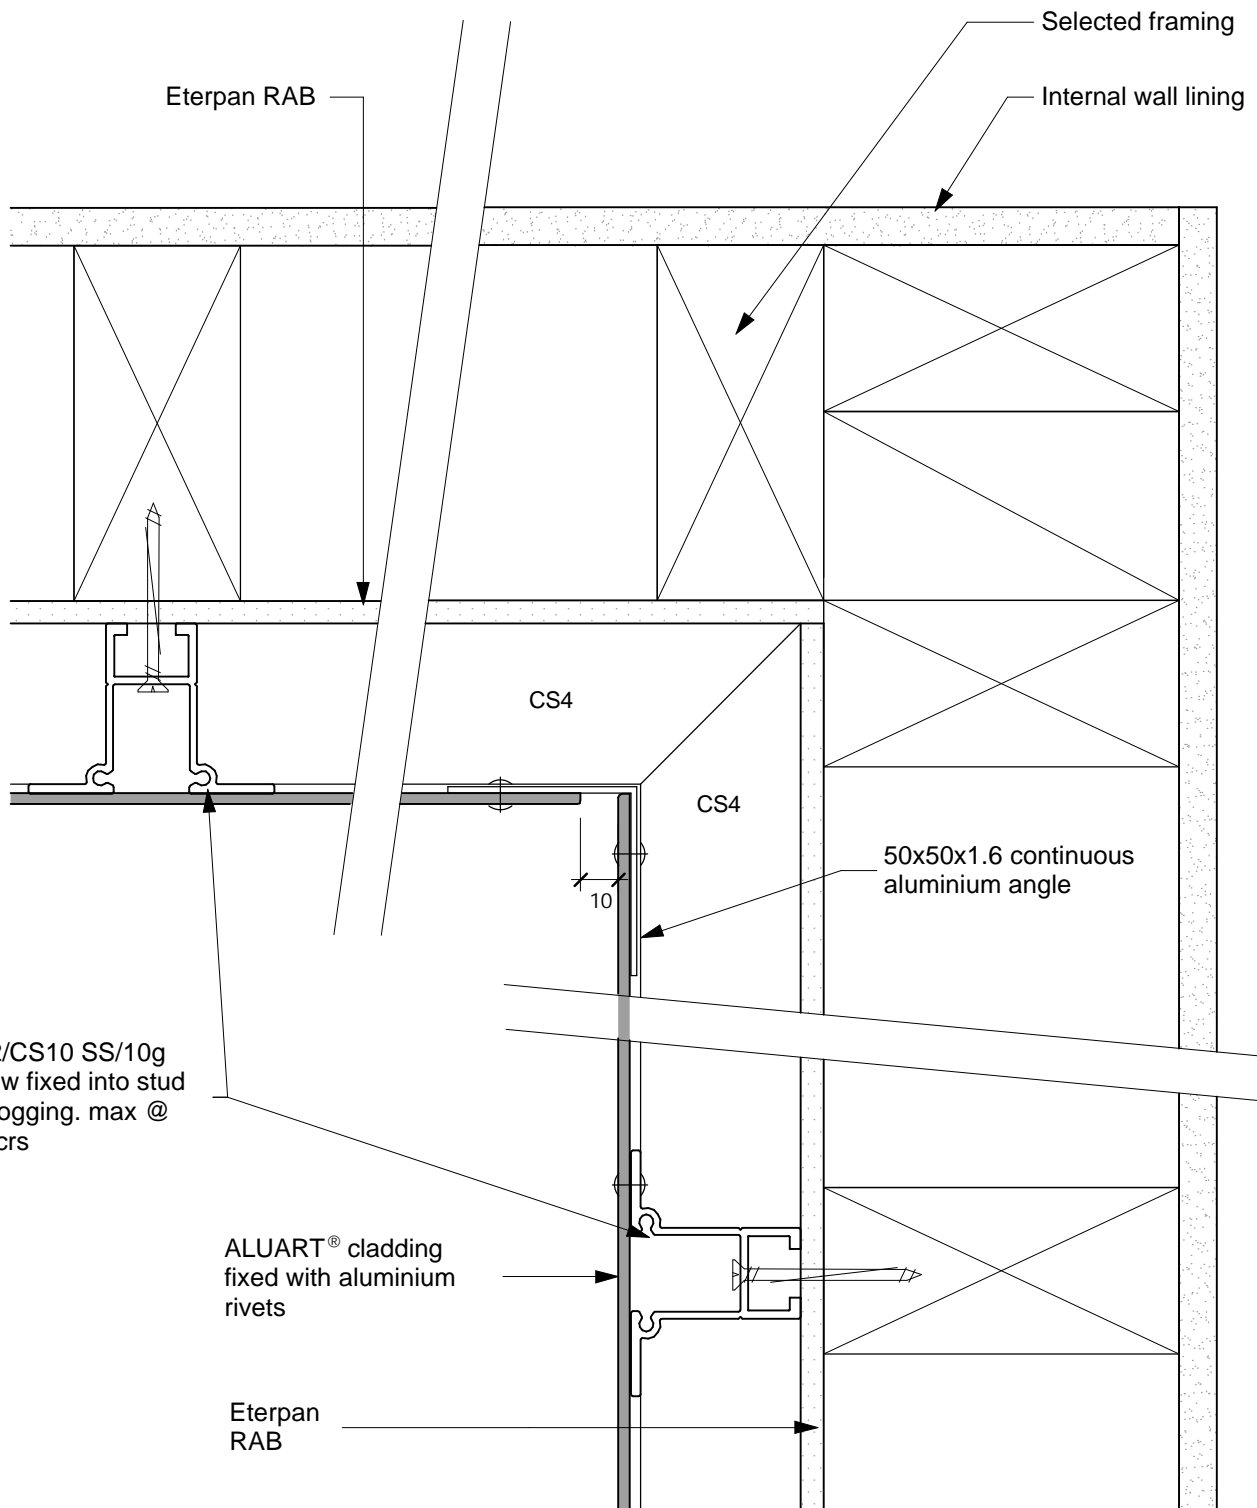 Selected framing
Eterpan RAB
Internal wall lining
CS4
CS4
50x50x1.6 continuous
aluminium angle
10
/CS10 SS/10g
fixed into stud
max @
crs
ALUART® cladding
fixed with aluminium
rivets
Eterpan
RAB